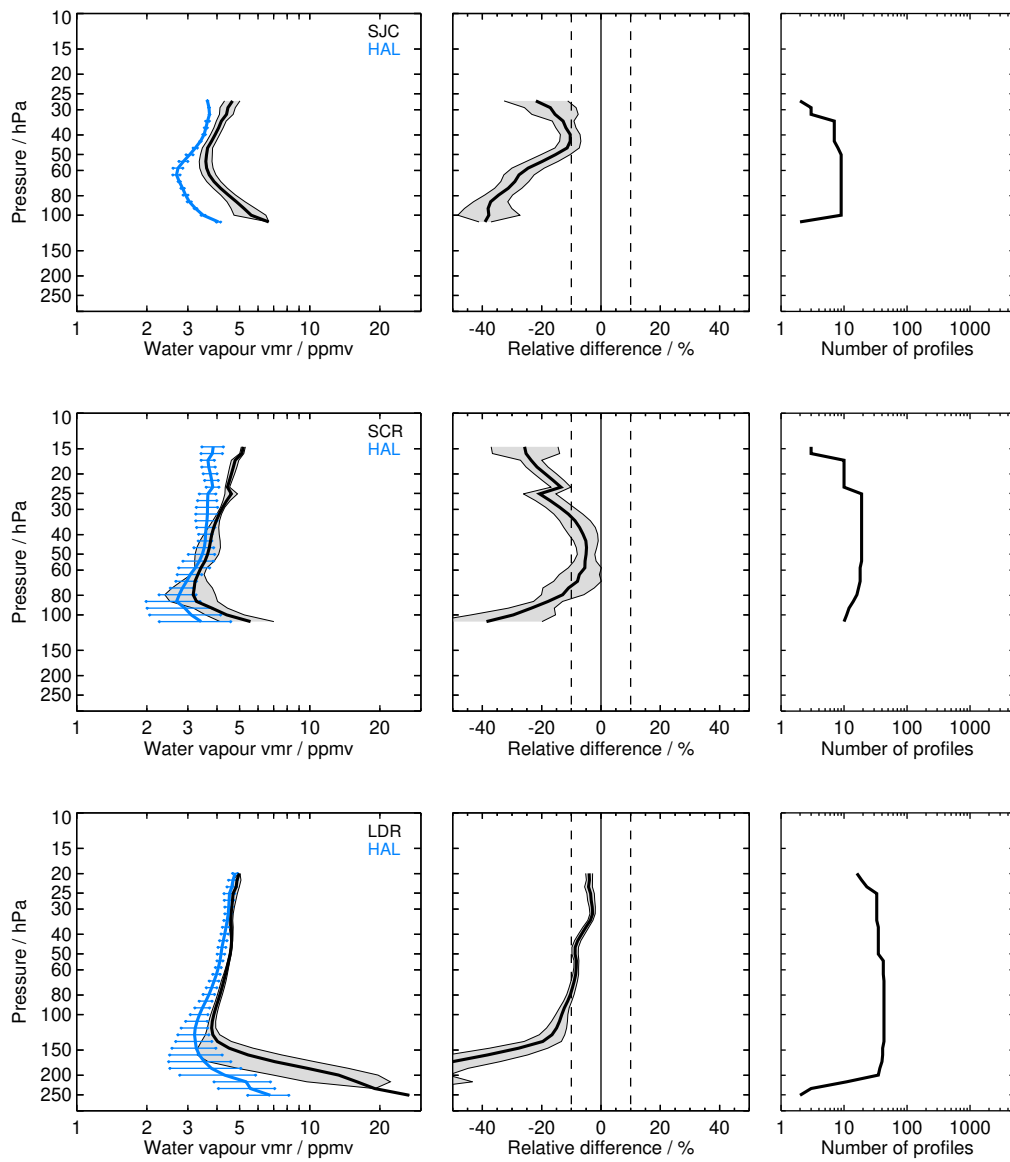 SJC
HAL
Pressure / hPa
10
15
20
25
30
40
50
60
80
100
150
200
250
1 2 3 5 10 20
Water vapour vmr / ppmv
-40 -20 0 20 40
Relative difference / %
1 10 100 1000
Number of profiles
SCR
HAL
Pressure / hPa
10
15
20
25
30
40
50
60
80
100
150
200
250
1 2 3 5 10 20
Water vapour vmr / ppmv
-40 -20 0 20 40
Relative difference / %
1 10 100 1000
Number of profiles
LDR
HAL
Pressure / hPa
10
15
20
25
30
40
50
60
80
100
150
200
250
1 2 3 5 10 20
Water vapour vmr / ppmv
-40 -20 0 20 40
Relative difference / %
1 10 100 1000
Number of profiles